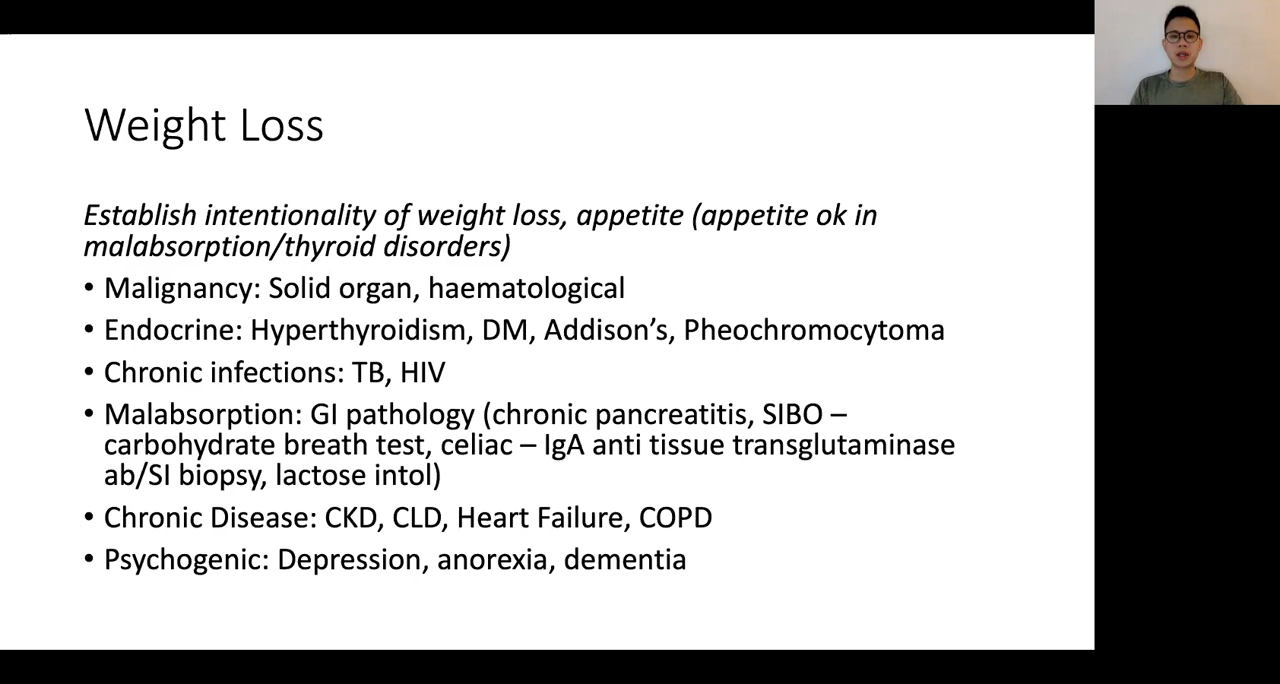 Weight Loss
Establish intentionality of weight loss, appetite (appetite ok in
malabsorption/thyroid disorders)
• Malignancy: Solid organ, haematological
• Endocrine: Hyperthyroidism, DM, Addison’s, Pheochromocytoma
• Chronic infections: TB, HIV
• Malabsorption: GI pathology (chronic pancreatitis, SIBO –
carbohydrate breath test, celiac – IgA anti tissue transglutaminase
ab/SI biopsy, lactose intol)
• Chronic Disease: CKD, CLD, Heart Failure, COPD
• Psychogenic: Depression, anorexia, dementia